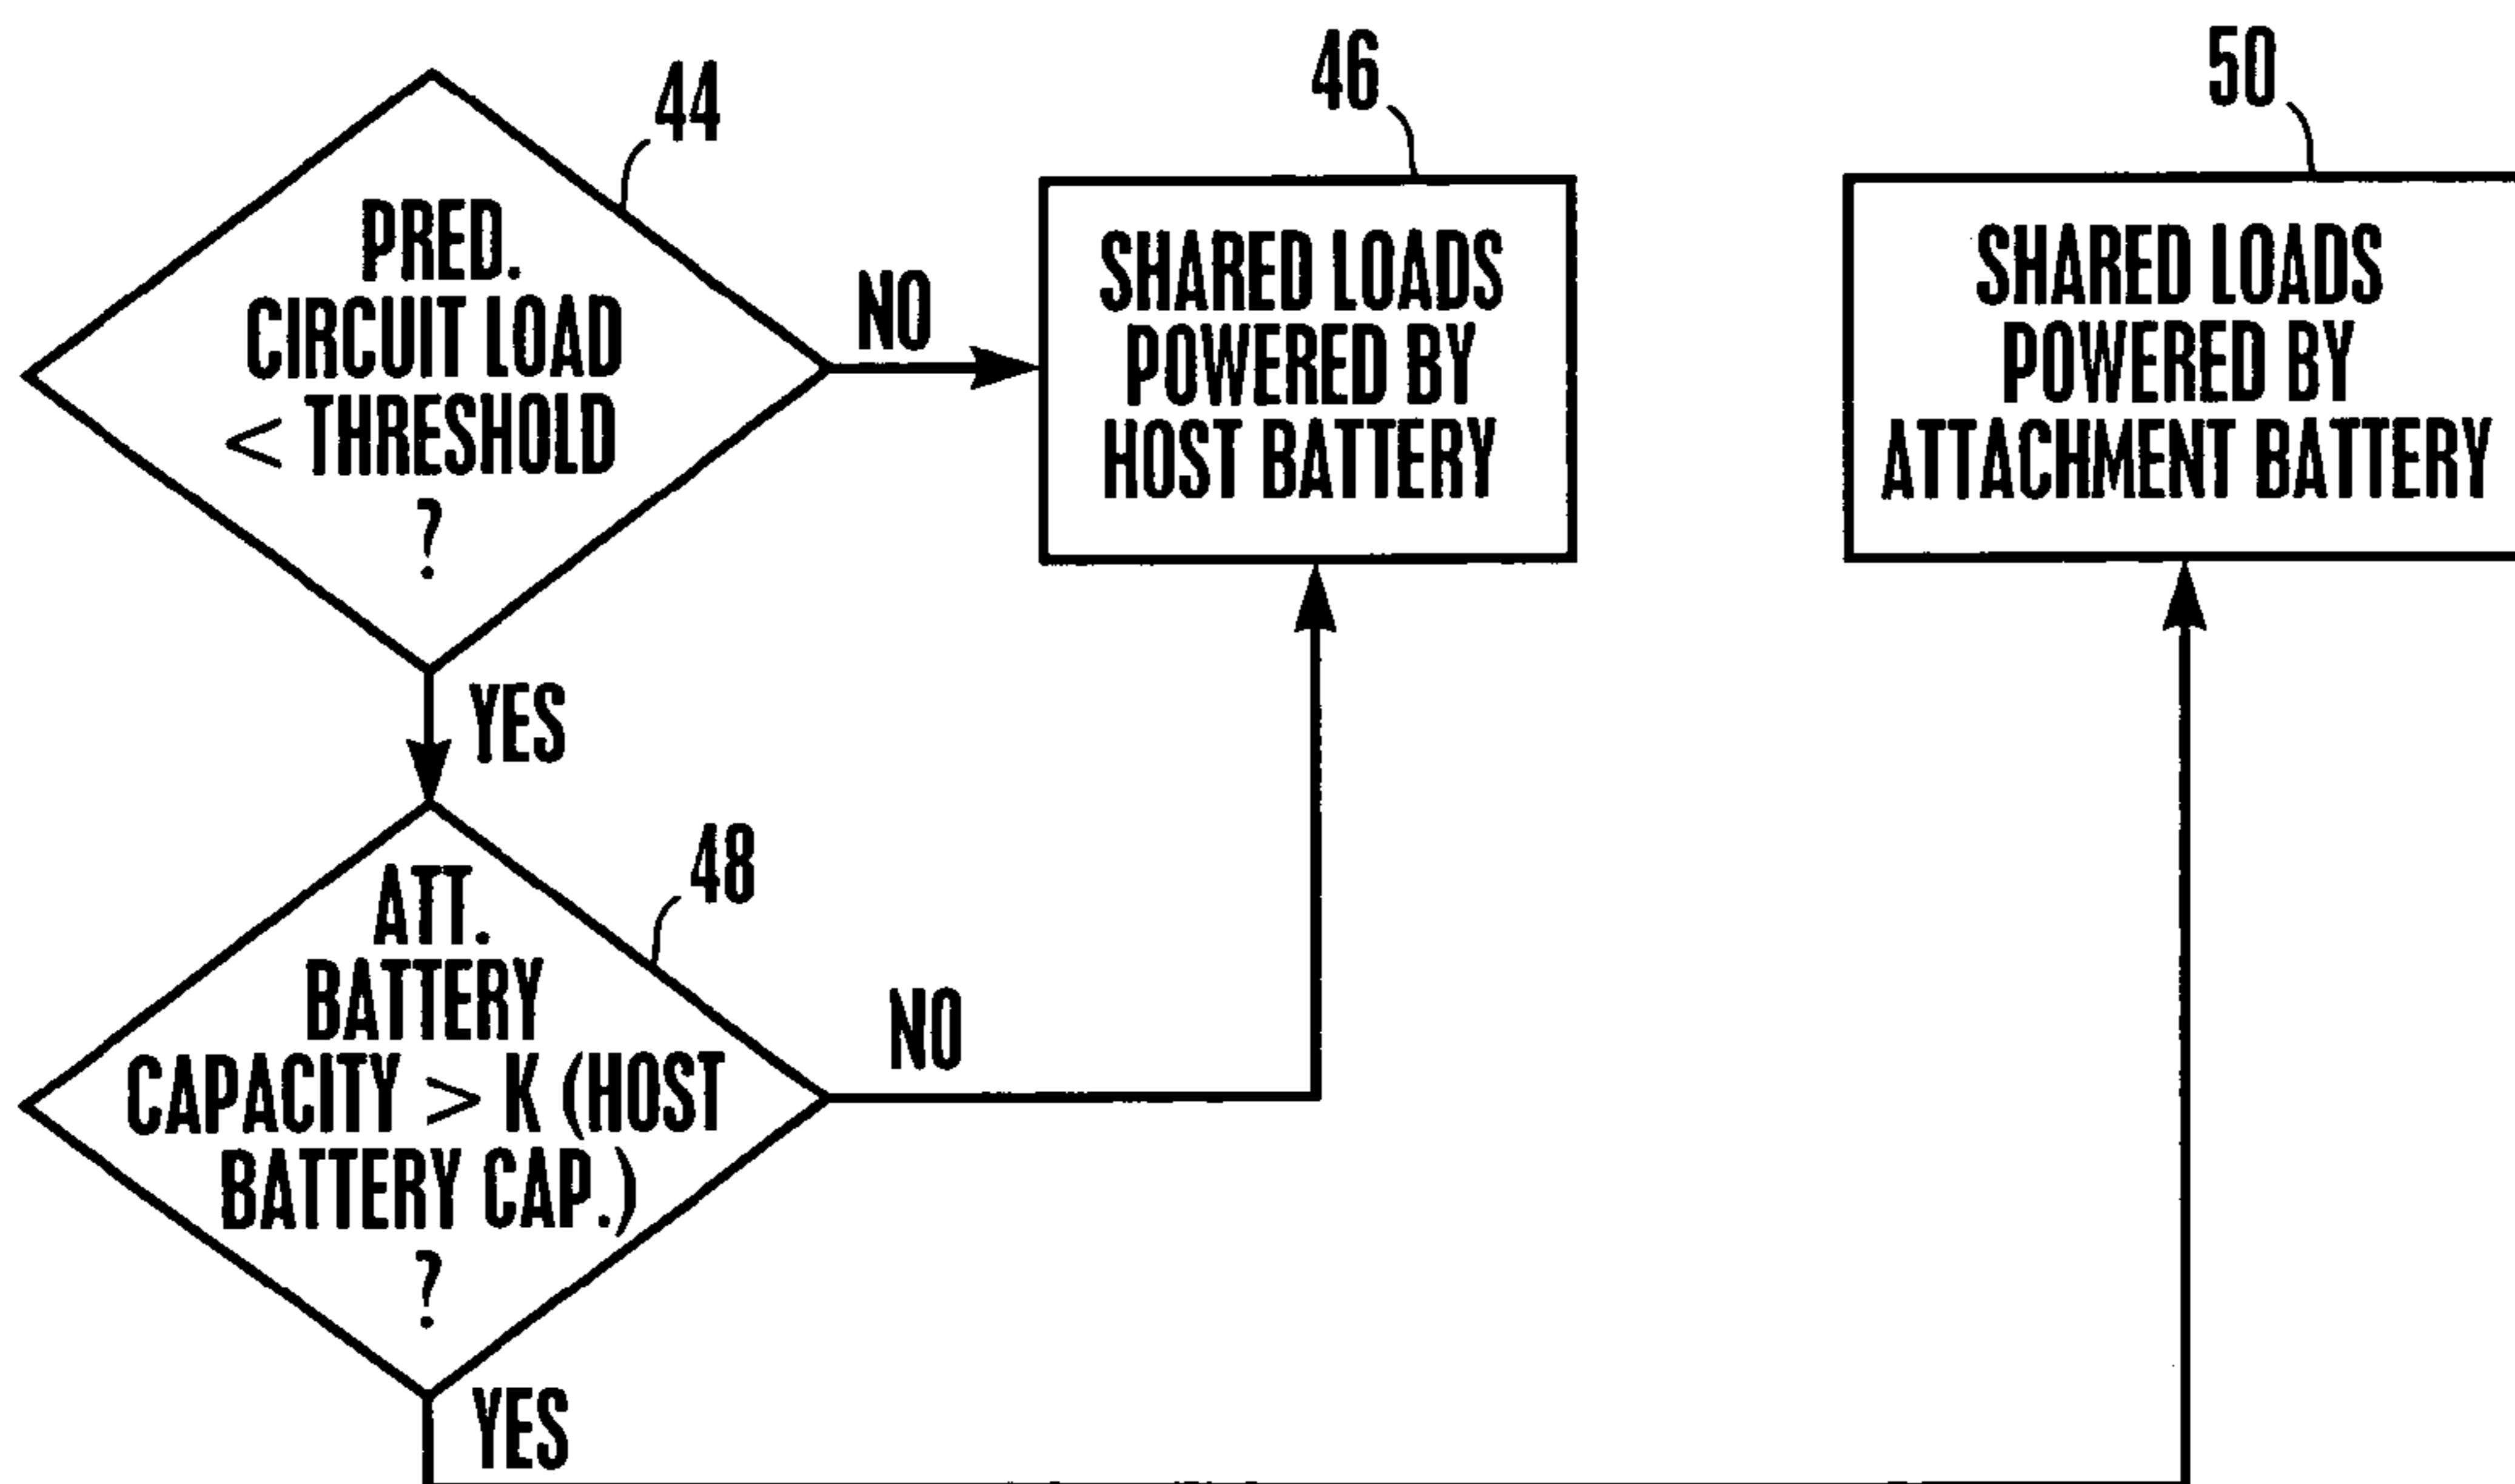 44
PRED.
CIRCUIT LOAD
< THRESHOLD
?
NO
46
SHARED LOADS
POWERED BY
HOST BATTERY
50
SHARED LOADS
POWERED BY
ATTACHMENT BATTERY
YES
48
ATT.
BATTERY
CAPACITY > K (HOST
BATTERY CAP.)
?
NO
YES